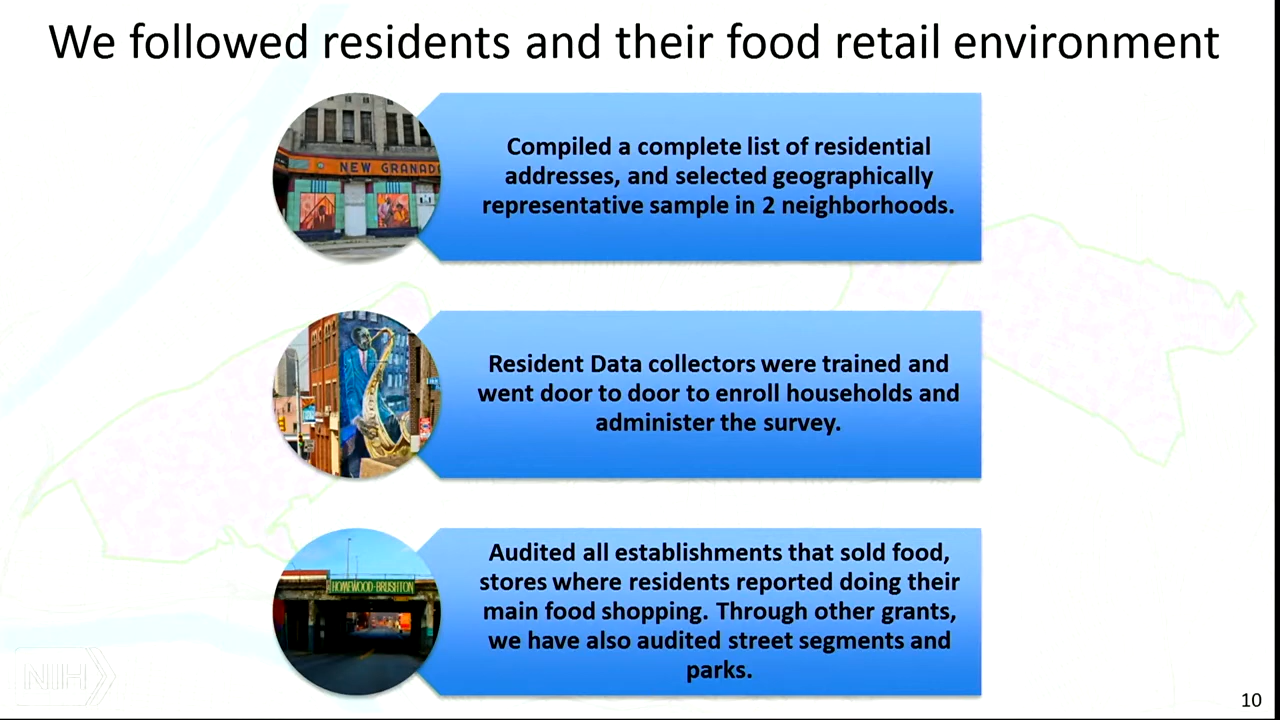 We followed residents and their food retail environment
NEW GRANAD
Compiled a complete list of residential
addresses, and selected geographically
representative sample in 2 neighborhoods.
Resident Data collectors were trained and
went door to door to enroll households and
administer the survey.
HOMEWOOD-BRUSHTON
Audited all establishments that sold food,
stores where residents reported doing their
main food shopping. Through other grants,
we have also audited street segments and
parks.
NIH
10